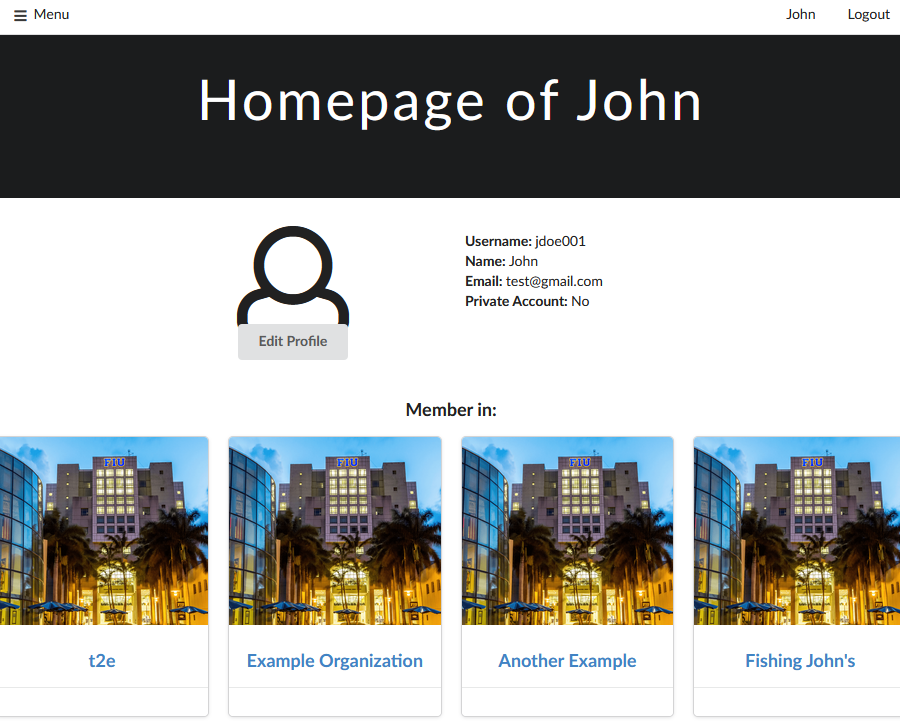 Menu
John
Logout
Homepage of John
Username: jdoe001
Name: John
Email: test@gmail.com
Private Account: No
Edit Profile
Member in:
FIU
FIU
FIU
FIU
t2e
Example Organization
Another Example
Fishing John's